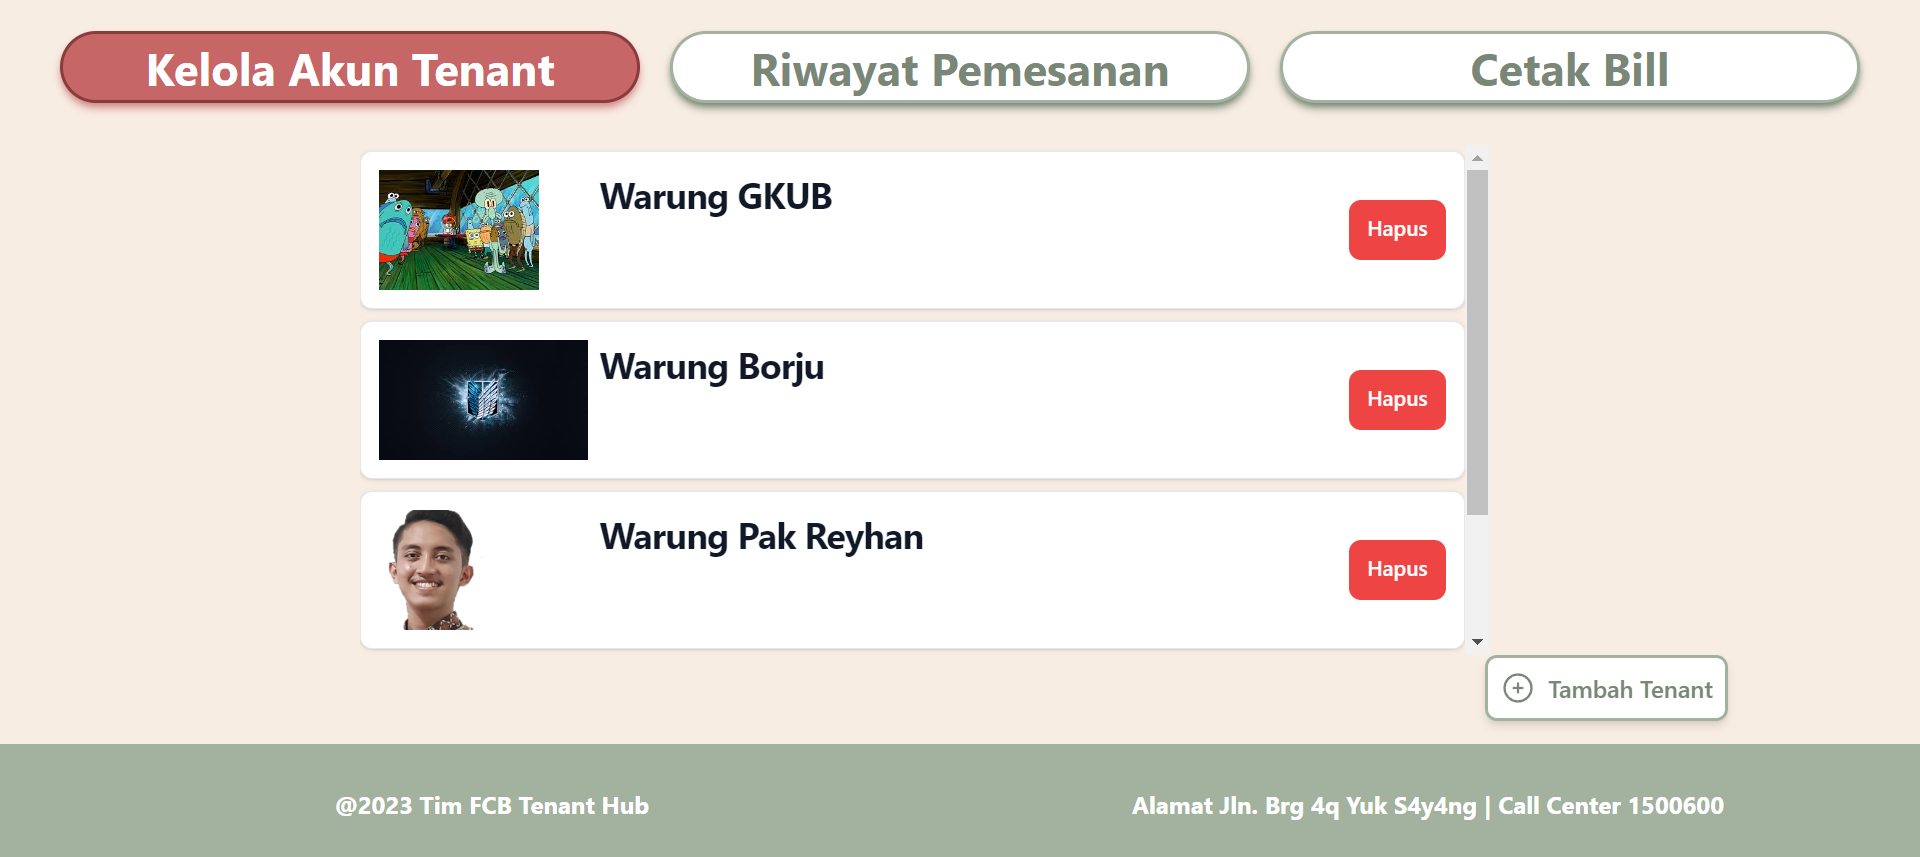 Kelola Akun Tenant
Riwayat Pemesanan
Cetak Bill
Warung GKUB
Hapus
Warung Borju
Hapus
Warung Pak Reyhan
Hapus
Tambah Tenant
@2023 Tim FCB Tenant Hub
Alamat Jln. Brg 4q Yuk S4y4ng | Call Center 1500600